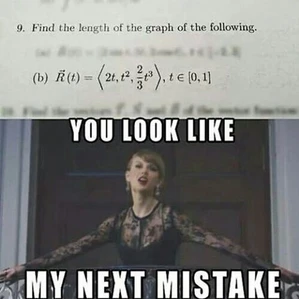 9. Find the length of the graph of the following.
(b) R⃗(t) = ⟨2t, t², 2/3 t³⟩, t ∈ [0, 1]
YOU LOOK LIKE
MY NEXT MISTAKE